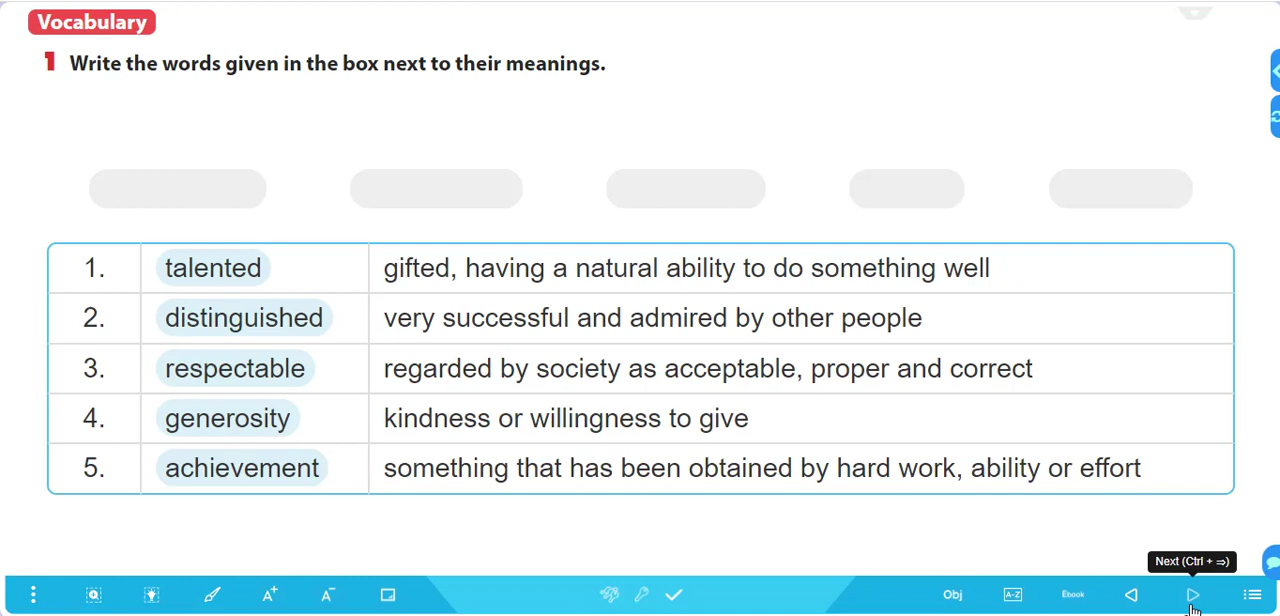 Vocabulary
1 Write the words given in the box next to their meanings.
1. talented gifted, having a natural ability to do something well
2. distinguished very successful and admired by other people
3. respectable regarded by society as acceptable, proper and correct
4. generosity kindness or willingness to give
5. achievement something that has been obtained by hard work, ability or effort
Next (Ctrl + ⇒)
A+ A- Obj A-Z Ebook